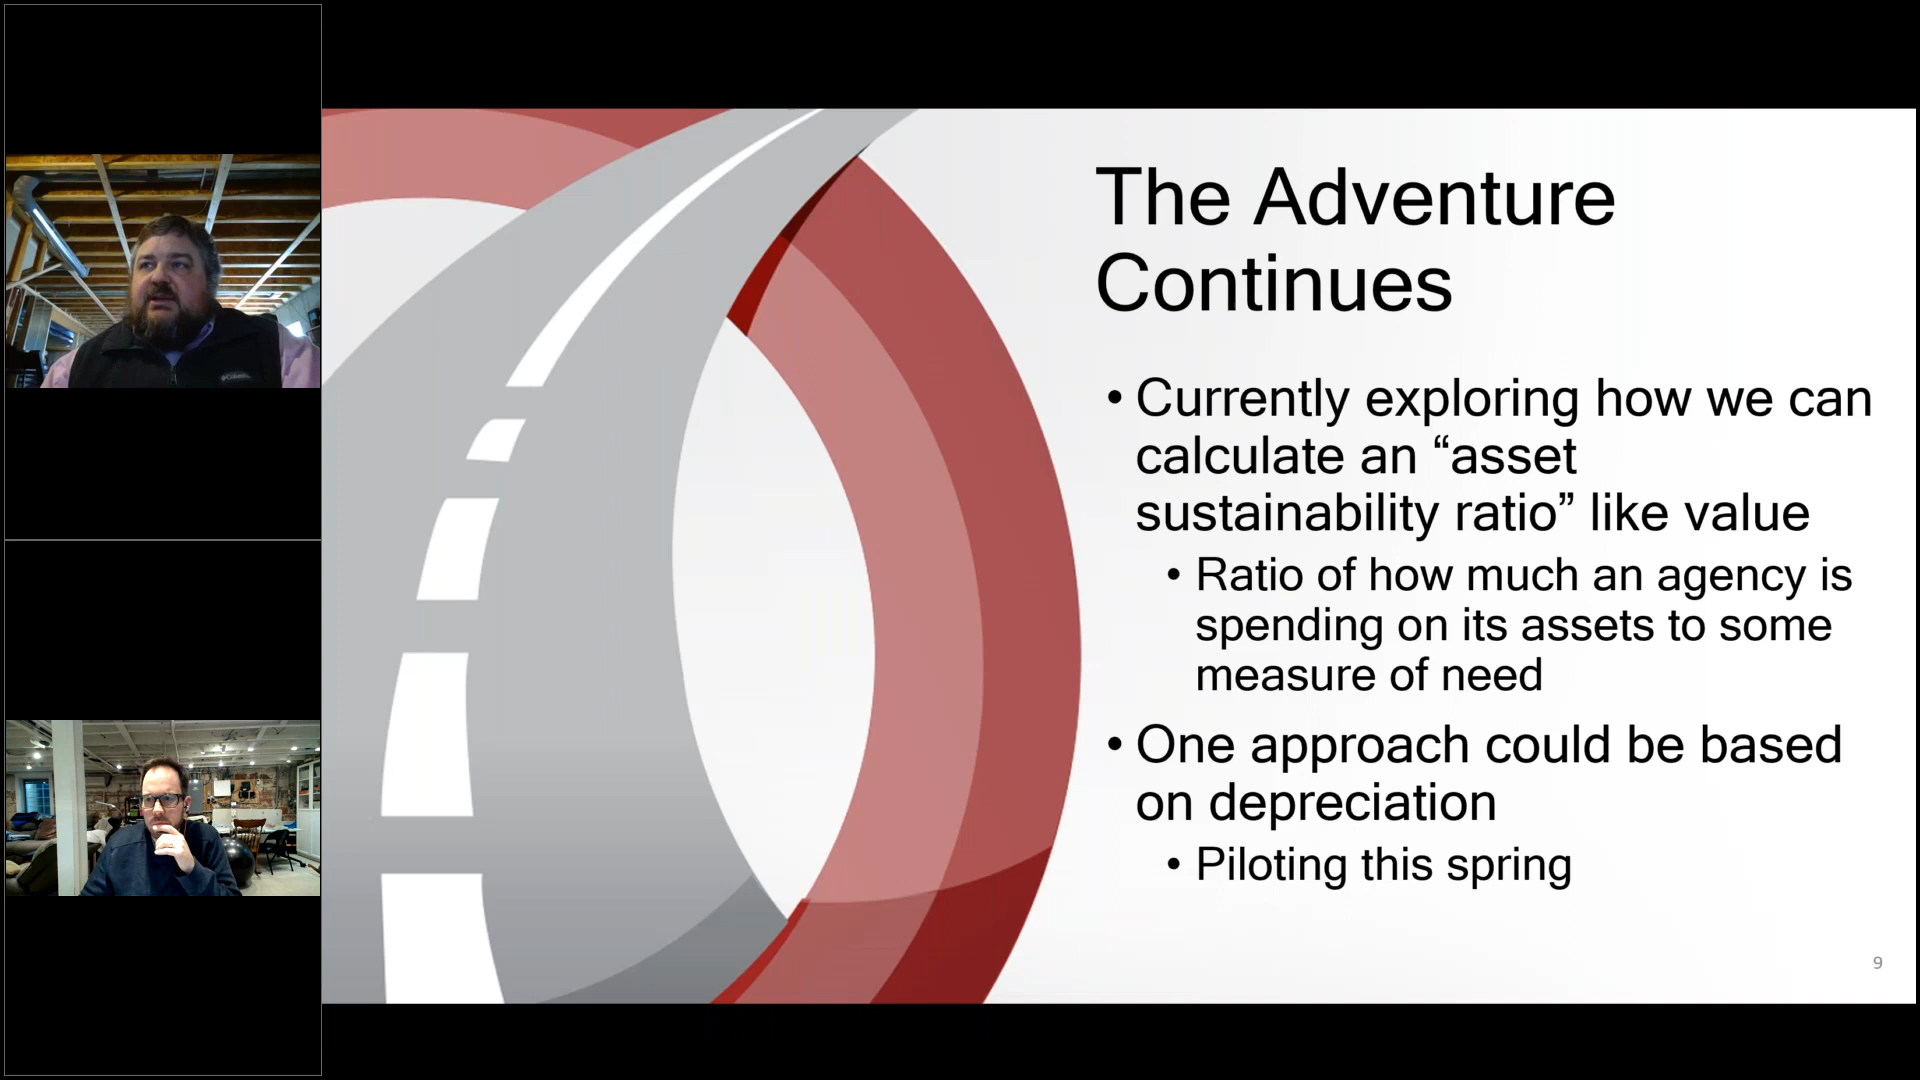 The Adventure
Continues
• Currently exploring how we can
calculate an “asset
sustainability ratio” like value
• Ratio of how much an agency is
spending on its assets to some
measure of need
• One approach could be based
on depreciation
• Piloting this spring
9